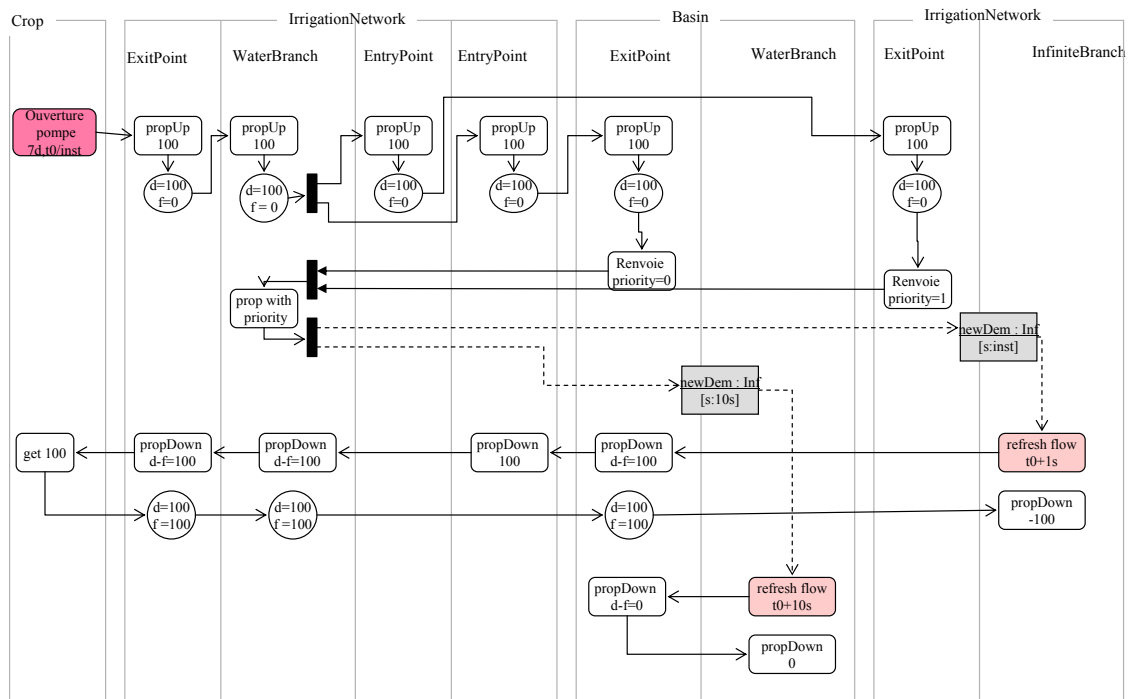 Crop
IrrigationNetwork
Basin
IrrigationNetwork
ExitPoint
WaterBranch
EntryPoint
EntryPoint
ExitPoint
WaterBranch
ExitPoint
InfiniteBranch
Ouverture
pompe
7d,t0/inst
propUp
100
propUp
100
propUp
100
propUp
100
propUp
100
propUp
100
d=100
f=0
d=100
f = 0
d=100
f=0
d=100
f=0
d=100
f=0
d=100
f=0
Renvoie
priority=0
Renvoie
priority=1
prop with
priority
newDem : Inf
[s:inst]
newDem : Inf
[s:10s]
get 100
propDown
d-f=100
propDown
d-f=100
propDown
100
propDown
d-f=100
refresh flow
t0+1s
d=100
f =100
d=100
f =100
d=100
f =100
propDown
-100
propDown
d-f=0
refresh flow
t0+10s
propDown
0